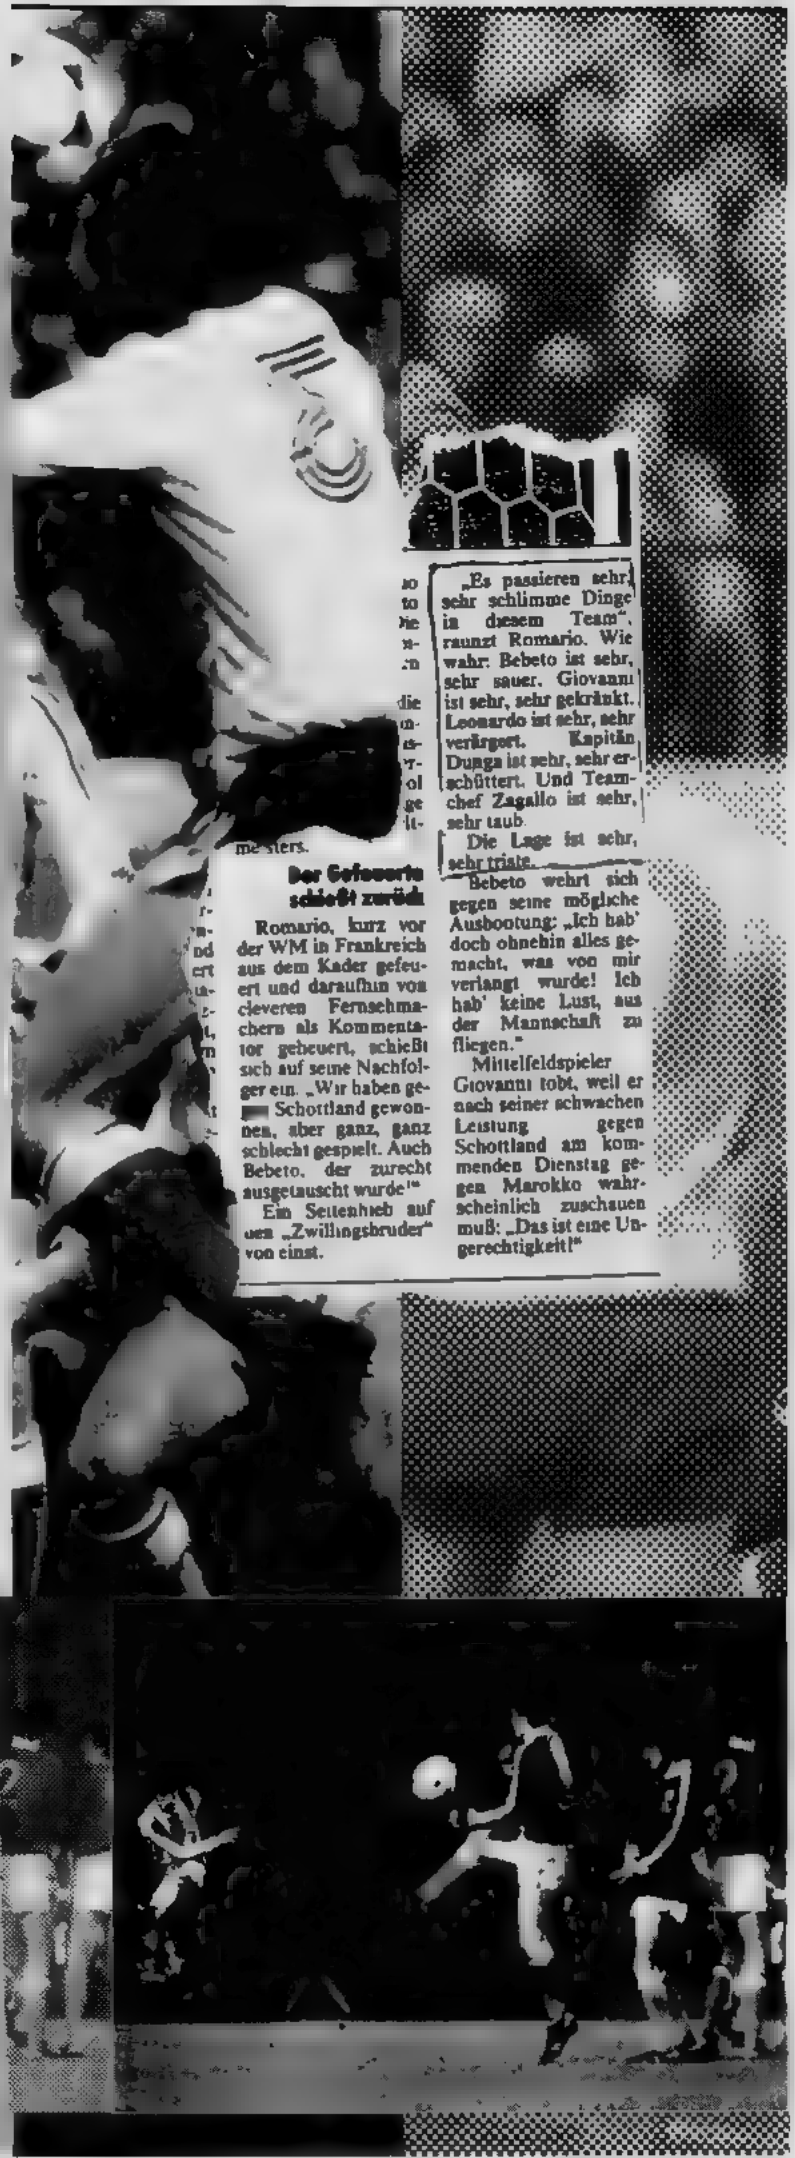 me sters.
Der Gefeuerte
schießt zurück
Romario, kurz vor
der WM in Frankreich
aus dem Kader gefeu-
ert und daraufhin von
cleveren Fernsehma-
chern als Kommenta-
tor geheuert, schießt
sich auf seine Nachfol-
ger ein. „Wir haben ge-
Schottland gewon-
nen, aber ganz, ganz
schlecht gespielt. Auch
Bebeto, der zurecht
ausgetauscht wurde!“
Ein Seitenhieb auf
den „Zwillingsbruder“
von einst.
„Es passieren sehr,
sehr schlimme Dinge
in diesem Team“,
raunzt Romario. Wie
wahr: Bebeto ist sehr,
sehr sauer. Giovanni
ist sehr, sehr gekränkt.
Leonardo ist sehr, sehr
verärgert. Kapitän
Dunga ist sehr, sehr er-
schüttert. Und Team-
chef Zagallo ist sehr,
sehr taub.
Die Lage ist sehr,
sehr triste.
Bebeto wehrt sich
gegen seine mögliche
Ausbootung: „Ich hab'
doch ohnehin alles ge-
macht, was von mir
verlangt wurde! Ich
hab' keine Lust, aus
der Mannschaft zu
fliegen.“
Mittelfeldspieler
Giovanni tobt, weil er
nach seiner schwachen
Leistung gegen
Schottland am kom-
menden Dienstag ge-
gen Marokko wahr-
scheinlich zuschauen
muß: „Das ist eine Un-
gerechtigkeit!“